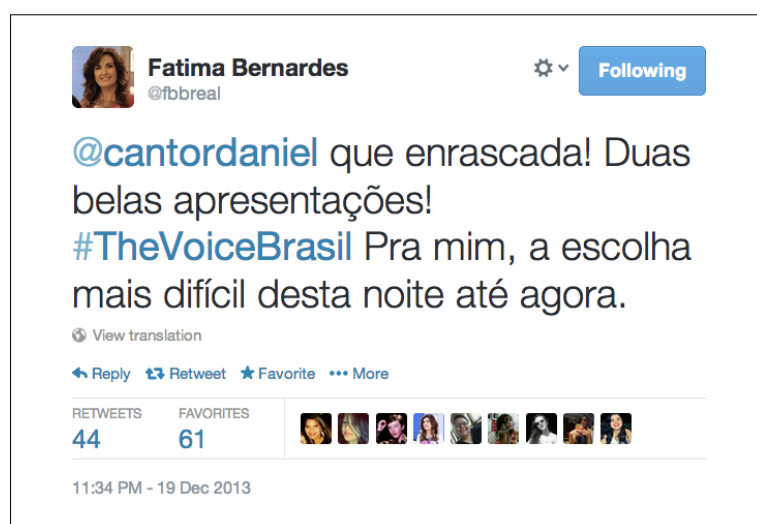 Fatima Bernardes
@fbbreal
Following
@cantordaniel que enrascada! Duas
belas apresentações!
#TheVoiceBrasil Pra mim, a escolha
mais difícil desta noite até agora.
View translation
Reply Retweet Favorite More
RETWEETS FAVORITES
44 61
11:34 PM - 19 Dec 2013